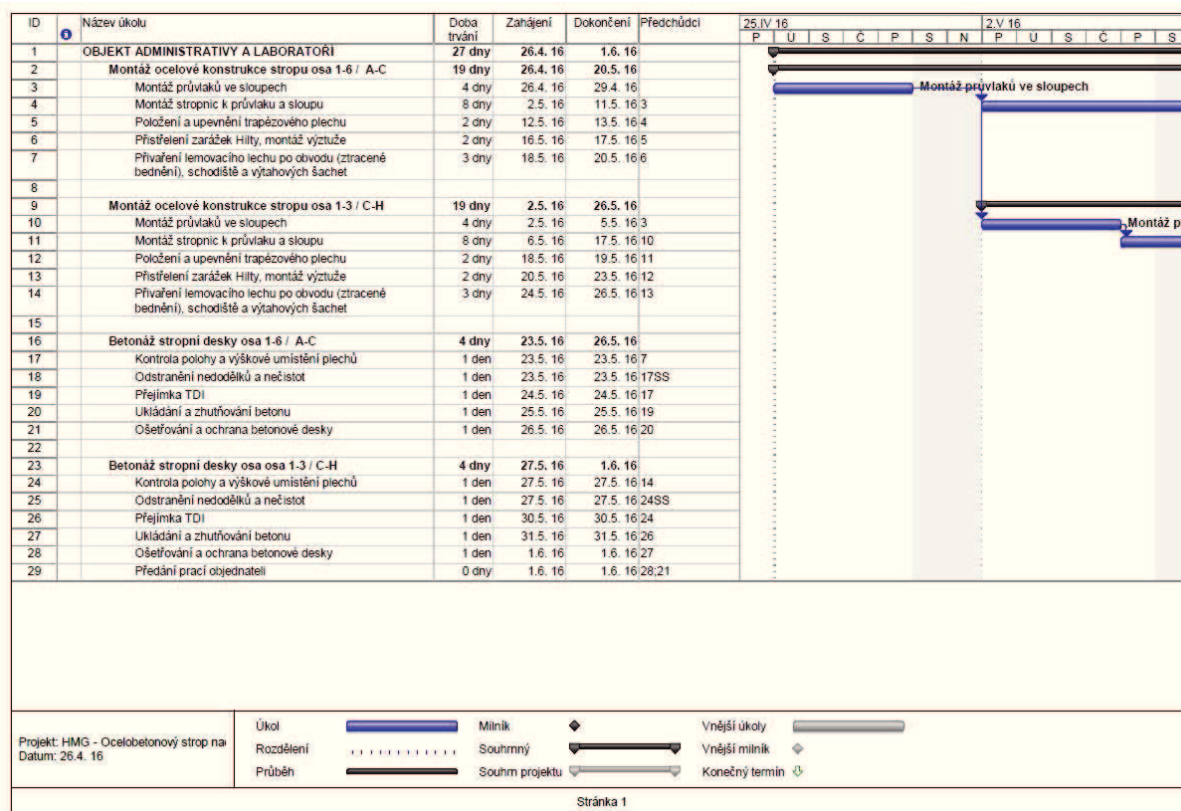 ID Název úkolu Doba trvání Zahájení Dokončení Předchůdci 25.IV 16 2.V 16
P Ú S Č P S N P Ú S Č P S
1 OBJEKT ADMINISTRATIVY A LABORATOŘÍ 27 dny 26.4. 16 1.6. 16
2 Montáž ocelové konstrukce stropu osa 1-6 / A-C 19 dny 26.4. 16 20.5. 16
3 Montáž průvlaků ve sloupech 4 dny 26.4. 16 29.4. 16 Montáž průvlaků ve sloupech
4 Montáž stropnic k průvlaku a sloupu 8 dny 2.5. 16 11.5. 16 3
5 Položení a upevnění trapézového plechu 2 dny 12.5. 16 13.5. 16 4
6 Přistřelení zarážek Hilty, montáž výztuže 2 dny 16.5. 16 17.5. 16 5
7 Přivaření lemovacího lechu po obvodu (ztracené 3 dny 18.5. 16 20.5. 16 6
bednění), schodiště a výtahových šachet
8
9 Montáž ocelové konstrukce stropu osa 1-3 / C-H 19 dny 2.5. 16 26.5. 16
10 Montáž průvlaků ve sloupech 4 dny 2.5. 16 5.5. 16 3 Montáž p
11 Montáž stropnic k průvlaku a sloupu 8 dny 6.5. 16 17.5. 16 10
12 Položení a upevnění trapézového plechu 2 dny 18.5. 16 19.5. 16 11
13 Přistřelení zarážek Hilty, montáž výztuže 2 dny 20.5. 16 23.5. 16 12
14 Přivaření lemovacího lechu po obvodu (ztracené 3 dny 24.5. 16 26.5. 16 13
bednění), schodiště a výtahových šachet
15
16 Betonáž stropní desky osa 1-6 / A-C 4 dny 23.5. 16 26.5. 16
17 Kontrola polohy a výškové umístění plechů 1 den 23.5. 16 23.5. 16 7
18 Odstranění nedodělků a nečistot 1 den 23.5. 16 23.5. 16 17SS
19 Přejímka TDI 1 den 24.5. 16 24.5. 16 17
20 Ukládání a zhutňování betonu 1 den 25.5. 16 25.5. 16 19
21 Ošetřování a ochrana betonové desky 1 den 26.5. 16 26.5. 16 20
22
23 Betonáž stropní desky osa osa 1-3 / C-H 4 dny 27.5. 16 1.6. 16
24 Kontrola polohy a výškové umístění plechů 1 den 27.5. 16 27.5. 16 14
25 Odstranění nedodělků a nečistot 1 den 27.5. 16 27.5. 16 24SS
26 Přejímka TDI 1 den 30.5. 16 30.5. 16 24
27 Ukládání a zhutňování betonu 1 den 31.5. 16 31.5. 16 26
28 Ošetřování a ochrana betonové desky 1 den 1.6. 16 1.6. 16 27
29 Předání prací objednateli 0 dny 1.6. 16 1.6. 16 28;21
Projekt: HMG - Ocelobetonový strop nad
Datum: 26.4. 16
Úkol Milník Vnější úkoly
Rozdělení Souhrnný Vnější milník
Průběh Souhrn projektu Konečný termín
Stránka 1